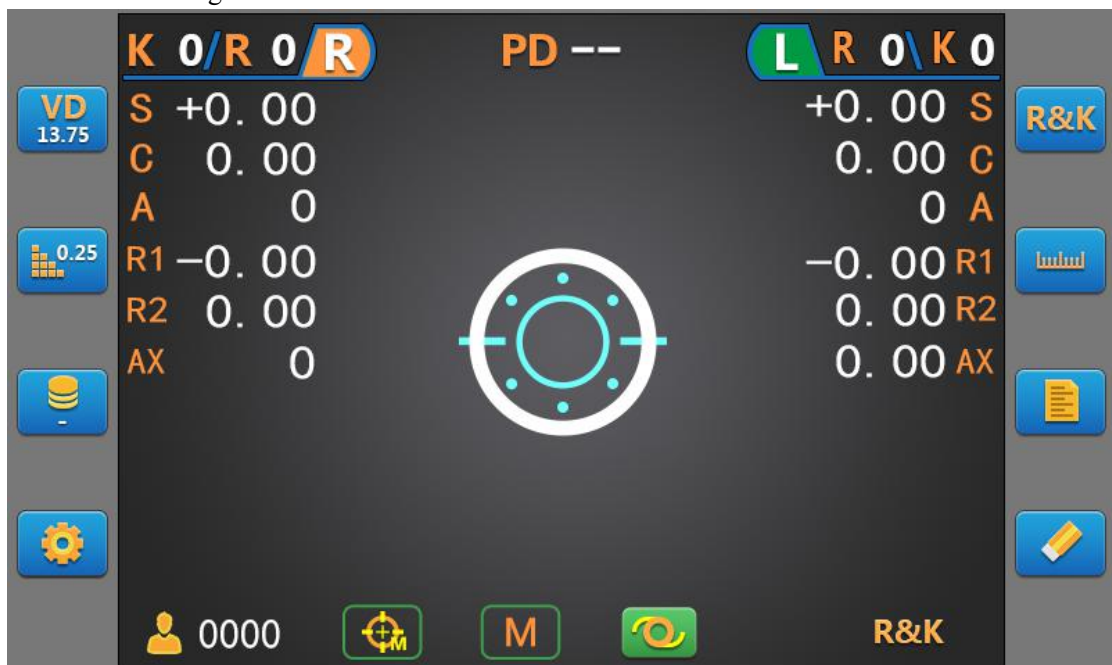 K 0/R 0/R PD -- L\R 0\K 0
VD
13.75
R&K
S +0.00
+0.00 S
C 0.00
0.00 C
A 0
0 A
0.25
R1 -0.00
-0.00 R1
R2 0.00
0.00 R2
AX 0
0.00 AX
-
0000
M
M
R&K